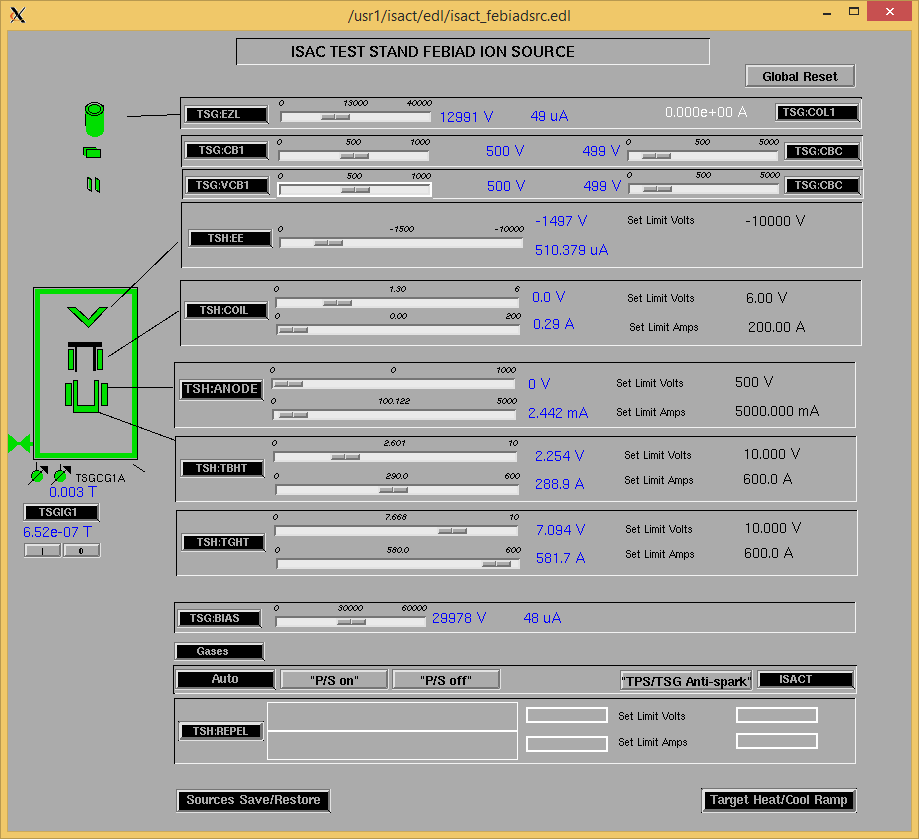 /usr1/isact/edl/isact_febiadsrc.edl
ISAC TEST STAND FEBIAD ION SOURCE
Global Reset
TSG:EZL 0 13000 40000 12991 V 49 uA 0.000e+00 A TSG:COL1
TSG:CB1 0 500 1000 500 V 499 V 0 500 5000 TSG:CBC
TSG:VCB1 0 500 1000 500 V 499 V 0 500 5000 TSG:CBC
TSH:EE 0 -1500 -10000 -1497 V Set Limit Volts -10000 V
510.379 uA
TSH:COIL 0 1.30 6 0.0 V Set Limit Volts 6.00 V
0 0.00 200 0.29 A Set Limit Amps 200.00 A
TSH:ANODE 0 0 1000 0 V Set Limit Volts 500 V
0 100.122 5000 2.442 mA Set Limit Amps 5000.000 mA
TSH:TBHT 0 2.601 10 2.254 V Set Limit Volts 10.000 V
0 290.0 600 288.9 A Set Limit Amps 600.0 A
TSGCG1A
0.003 T
TSGIG1
6.52e-07 T
I 0
TSH:TGHT 0 7.668 10 7.094 V Set Limit Volts 10.000 V
0 580.0 600 581.7 A Set Limit Amps 600.0 A
TSG:BIAS 0 30000 60000 29978 V 48 uA
Gases
Auto "P/S on" "P/S off" "TPS/TSG Anti-spark" ISACT
TSH:REPEL Set Limit Volts
Set Limit Amps
Sources Save/Restore Target Heat/Cool Ramp